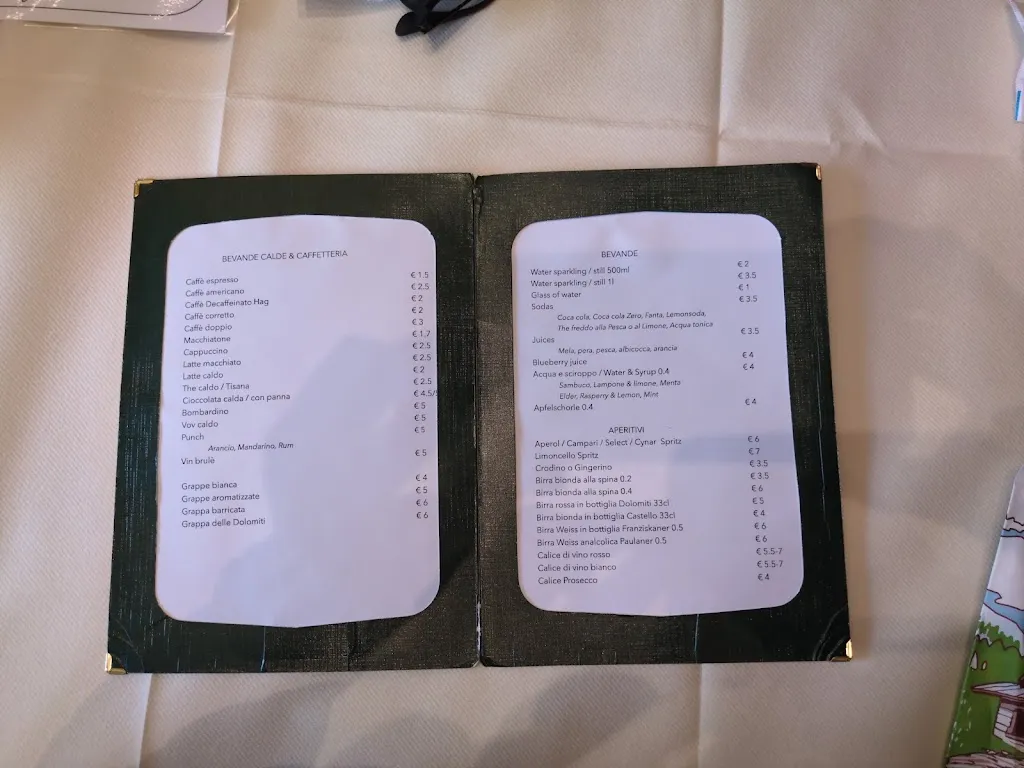 BEVANDE CALDE & CAFFETTERIA
Caffè espresso € 1.5
Caffè americano € 2.5
Caffè Decaffeinato Hag € 2
Caffè corretto € 2
Caffè doppio € 3
Macchiatone € 1.7
Cappuccino € 2.5
Latte macchiato € 2.5
Latte caldo € 2
The caldo / Tisana € 2.5
Cioccolata calda / con panna € 4.5/
Bombardino € 5
Vov caldo € 5
Punch € 5
Arancio, Mandarino, Rum
Vin brulè € 5
Grappe bianca € 4
Grappe aromatizzate € 5
Grappa barricata € 6
Grappa delle Dolomiti € 6
BEVANDE
Water sparkling / still 500ml € 2
Water sparkling / still 1l € 3.5
Glass of water € 1
Sodas € 3.5
Coca cola, Coca cola Zero, Fanta, Lemonsoda,
The freddo alla Pesca o al Limone, Acqua tonica
Juices € 3.5
Mela, pera, pesca, albicocca, arancia
Blueberry juice € 4
Acqua e sciroppo / Water & Syrup 0.4 € 4
Sambuco, Lampone & limone, Menta
Elder, Rasperry & Lemon, Mint
Apfelschorle 0.4 € 4
APERITIVI
Aperol / Campari / Select / Cynar Spritz € 6
Limoncello Spritz € 7
Crodino o Gingerino € 3.5
Birra bionda alla spina 0.2 € 3.5
Birra bionda alla spina 0.4 € 6
Birra rossa in bottiglia Dolomiti 33cl € 5
Birra bionda in bottiglia Castello 33cl € 4
Birra Weiss in bottiglia Franziskaner 0.5 € 6
Birra Weiss analcolica Paulaner 0.5 € 6
Calice di vino rosso € 5.5-7
Calice di vino bianco € 5.5-7
Calice Prosecco € 4